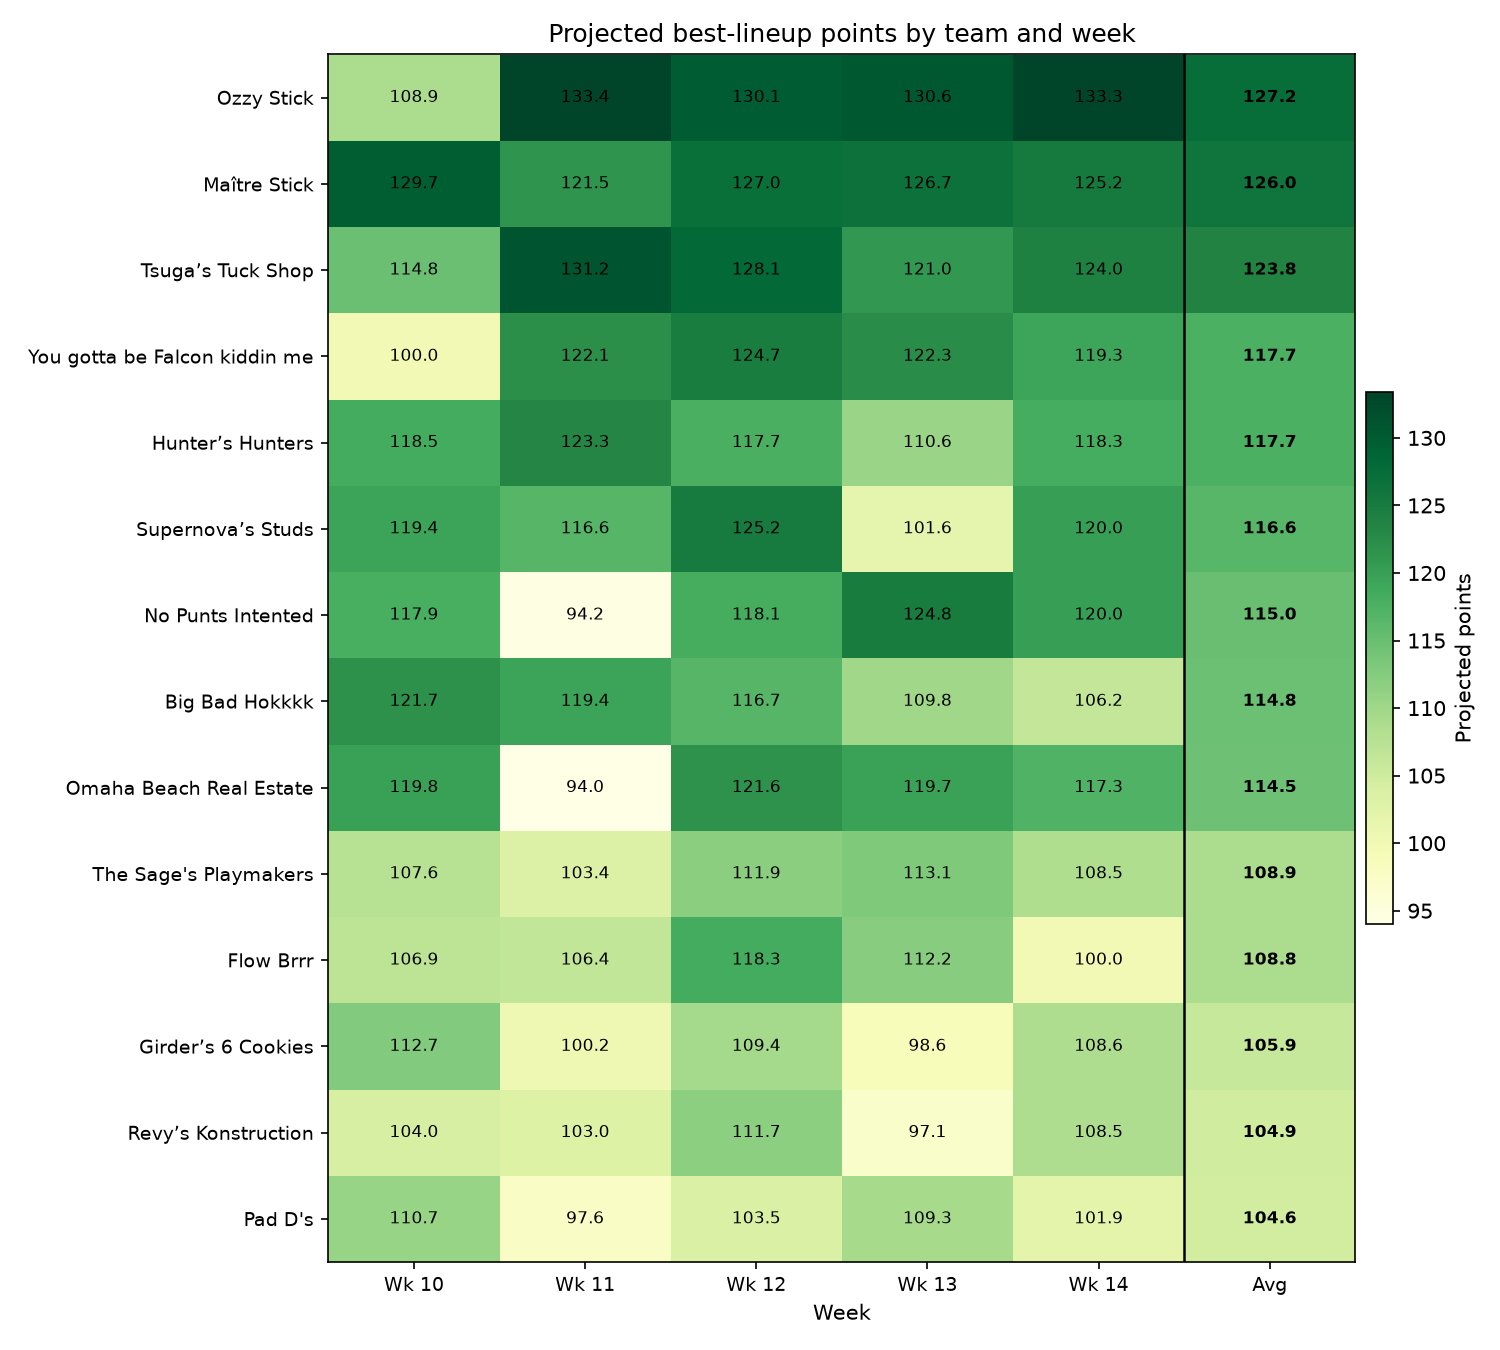 Projected best-lineup points by team and week
Ozzy Stick 108.9 133.4 130.1 130.6 133.3 127.2
Maître Stick 129.7 121.5 127.0 126.7 125.2 126.0
Tsuga’s Tuck Shop 114.8 131.2 128.1 121.0 124.0 123.8
You gotta be Falcon kiddin me 100.0 122.1 124.7 122.3 119.3 117.7
Hunter’s Hunters 118.5 123.3 117.7 110.6 118.3 117.7
Supernova’s Studs 119.4 116.6 125.2 101.6 120.0 116.6
No Punts Intented 117.9 94.2 118.1 124.8 120.0 115.0
Big Bad Hokkkk 121.7 119.4 116.7 109.8 106.2 114.8
Omaha Beach Real Estate 119.8 94.0 121.6 119.7 117.3 114.5
The Sage's Playmakers 107.6 103.4 111.9 113.1 108.5 108.9
Flow Brrr 106.9 106.4 118.3 112.2 100.0 108.8
Girder’s 6 Cookies 112.7 100.2 109.4 98.6 108.6 105.9
Revy’s Konstruction 104.0 103.0 111.7 97.1 108.5 104.9
Pad D's 110.7 97.6 103.5 109.3 101.9 104.6
Wk 10 Wk 11 Wk 12 Wk 13 Wk 14 Avg
Week
130
125
120
115
110
105
100
95
Projected points